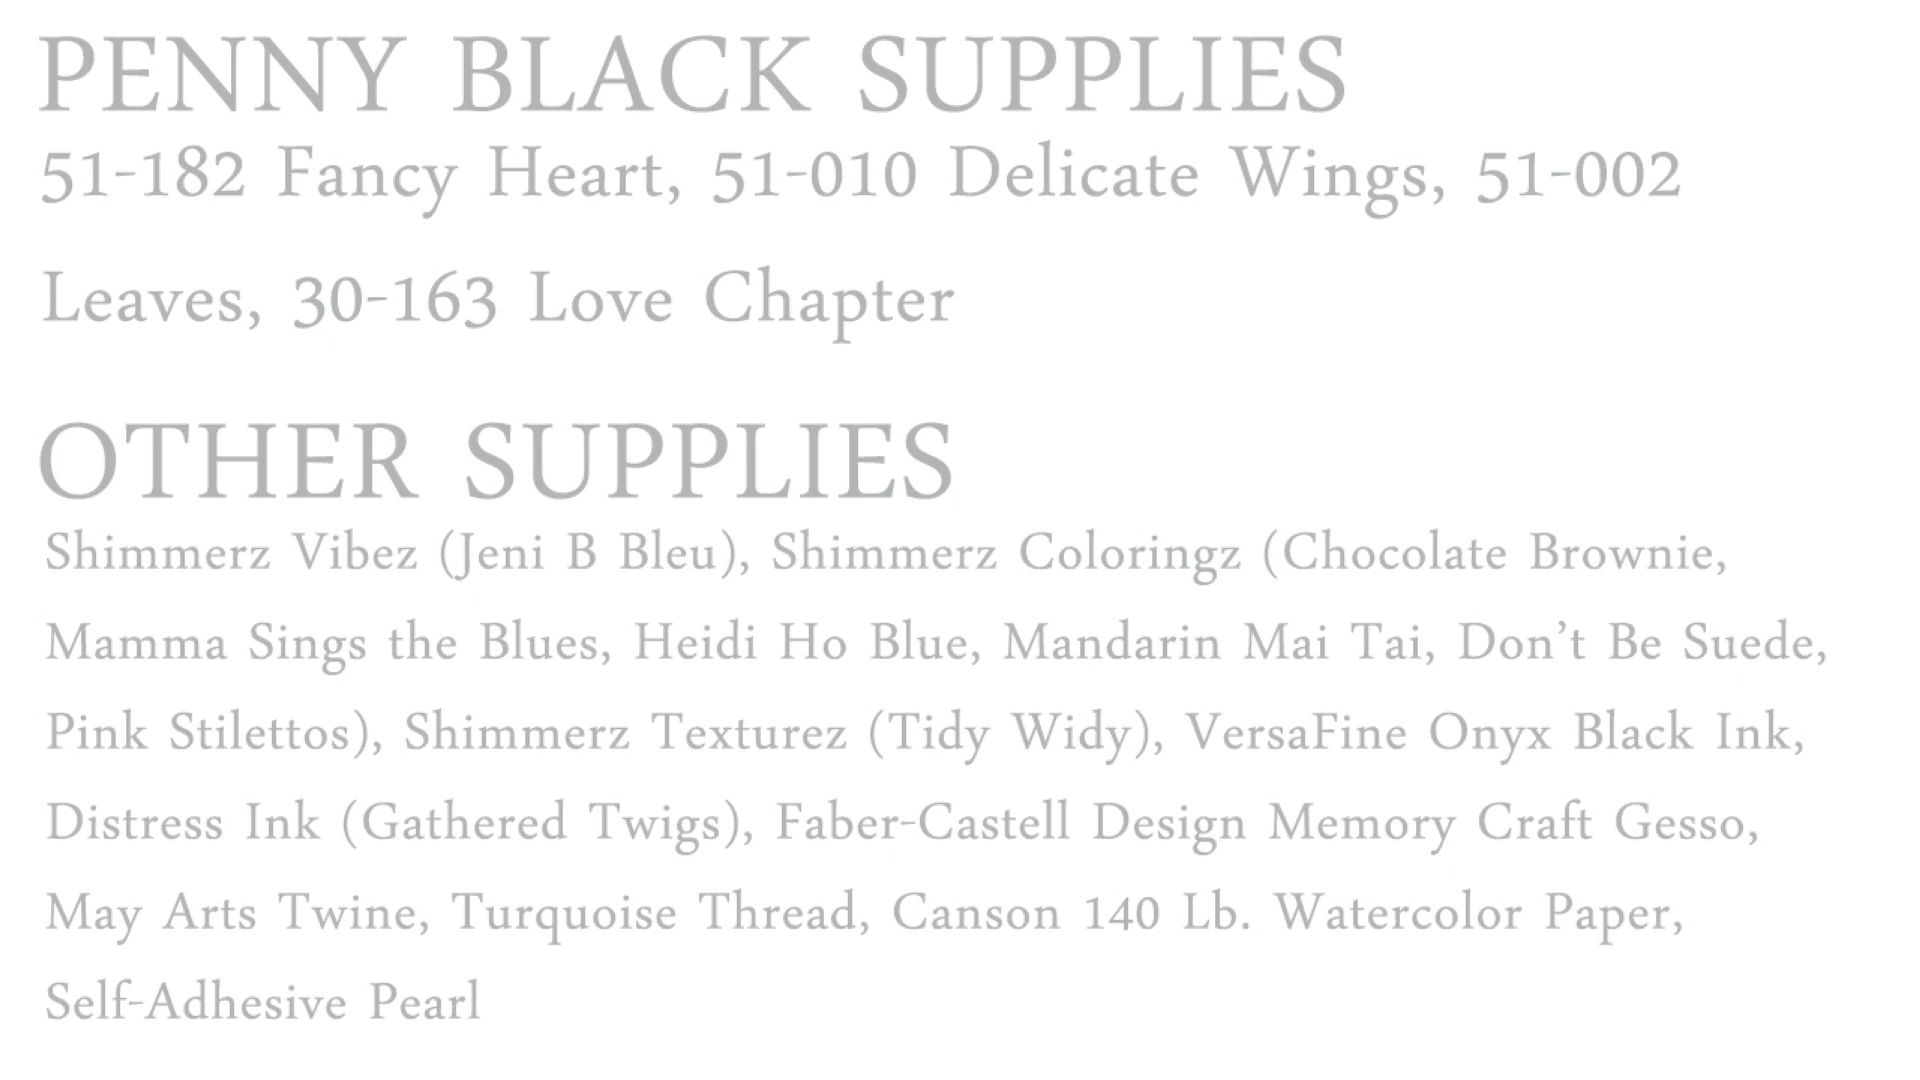 PENNY BLACK SUPPLIES
51-182 Fancy Heart, 51-010 Delicate Wings, 51-002
Leaves, 30-163 Love Chapter
OTHER SUPPLIES
Shimmerz Vibez (Jeni B Bleu), Shimmerz Coloringz (Chocolate Brownie,
Mamma Sings the Blues, Heidi Ho Blue, Mandarin Mai Tai, Don’t Be Suede,
Pink Stilettos), Shimmerz Texturez (Tidy Widy), VersaFine Onyx Black Ink,
Distress Ink (Gathered Twigs), Faber-Castell Design Memory Craft Gesso,
May Arts Twine, Turquoise Thread, Canson 140 Lb. Watercolor Paper,
Self-Adhesive Pearl